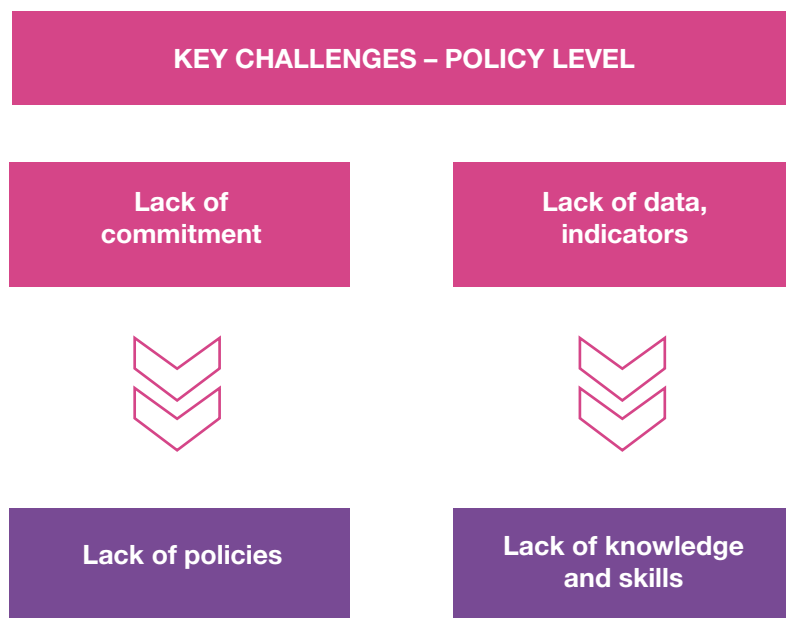 KEY CHALLENGES – POLICY LEVEL
Lack of
commitment
Lack of data,
indicators
Lack of policies
Lack of knowledge
and skills